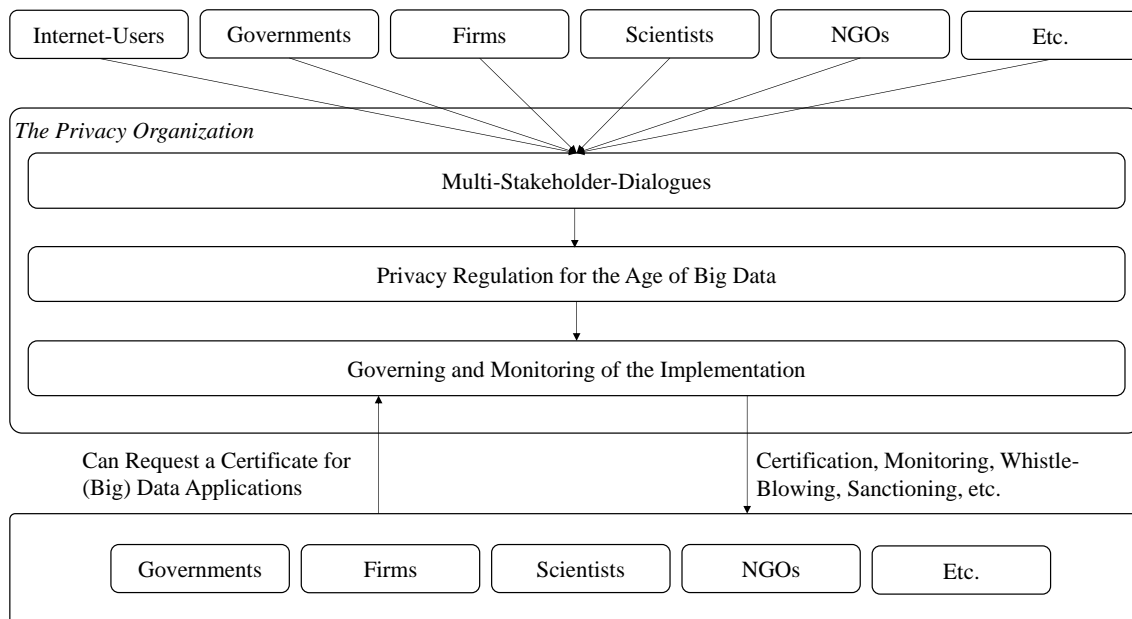 Internet-Users
Governments
Firms
Scientists
NGOs
Etc.
The Privacy Organization
Multi-Stakeholder-Dialogues
Privacy Regulation for the Age of Big Data
Governing and Monitoring of the Implementation
Can Request a Certificate for
(Big) Data Applications
Certification, Monitoring, Whistle-
Blowing, Sanctioning, etc.
Governments
Firms
Scientists
NGOs
Etc.